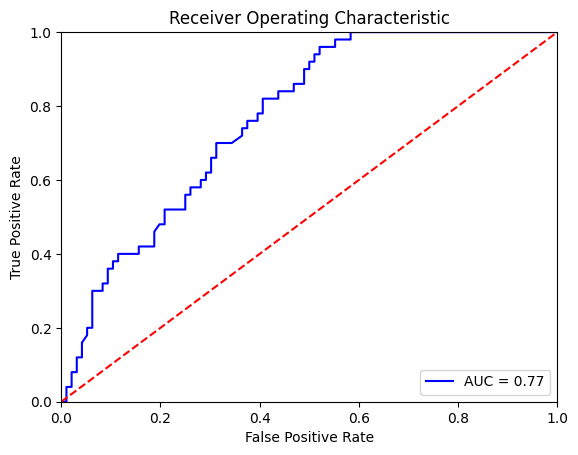 Receiver Operating Characteristic
True Positive Rate
1.0
0.8
0.6
0.4
0.2
0.0
AUC = 0.77
0.0 0.2 0.4 0.6 0.8 1.0
False Positive Rate